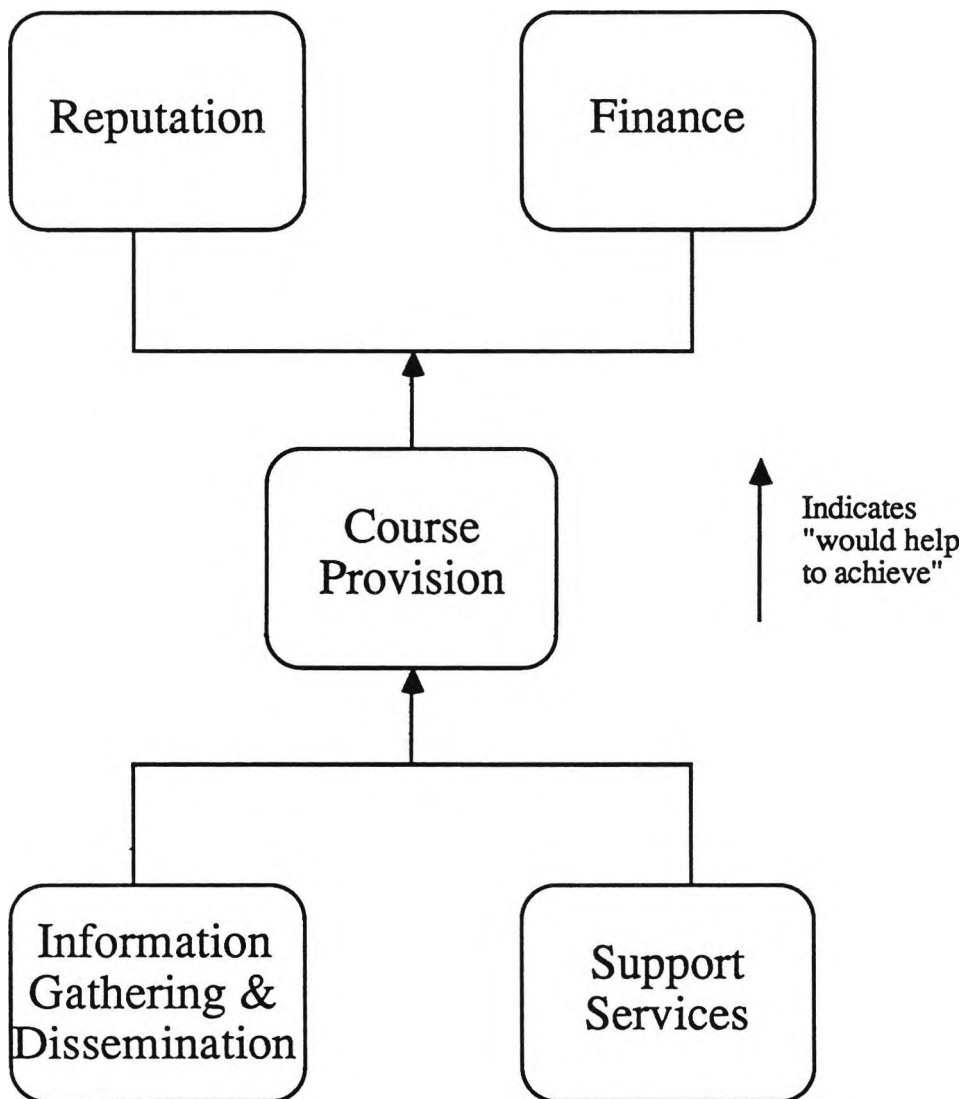 Reputation
Finance
Course
Provision
Indicates
"would help
to achieve"
Information
Gathering &
Dissemination
Support
Services